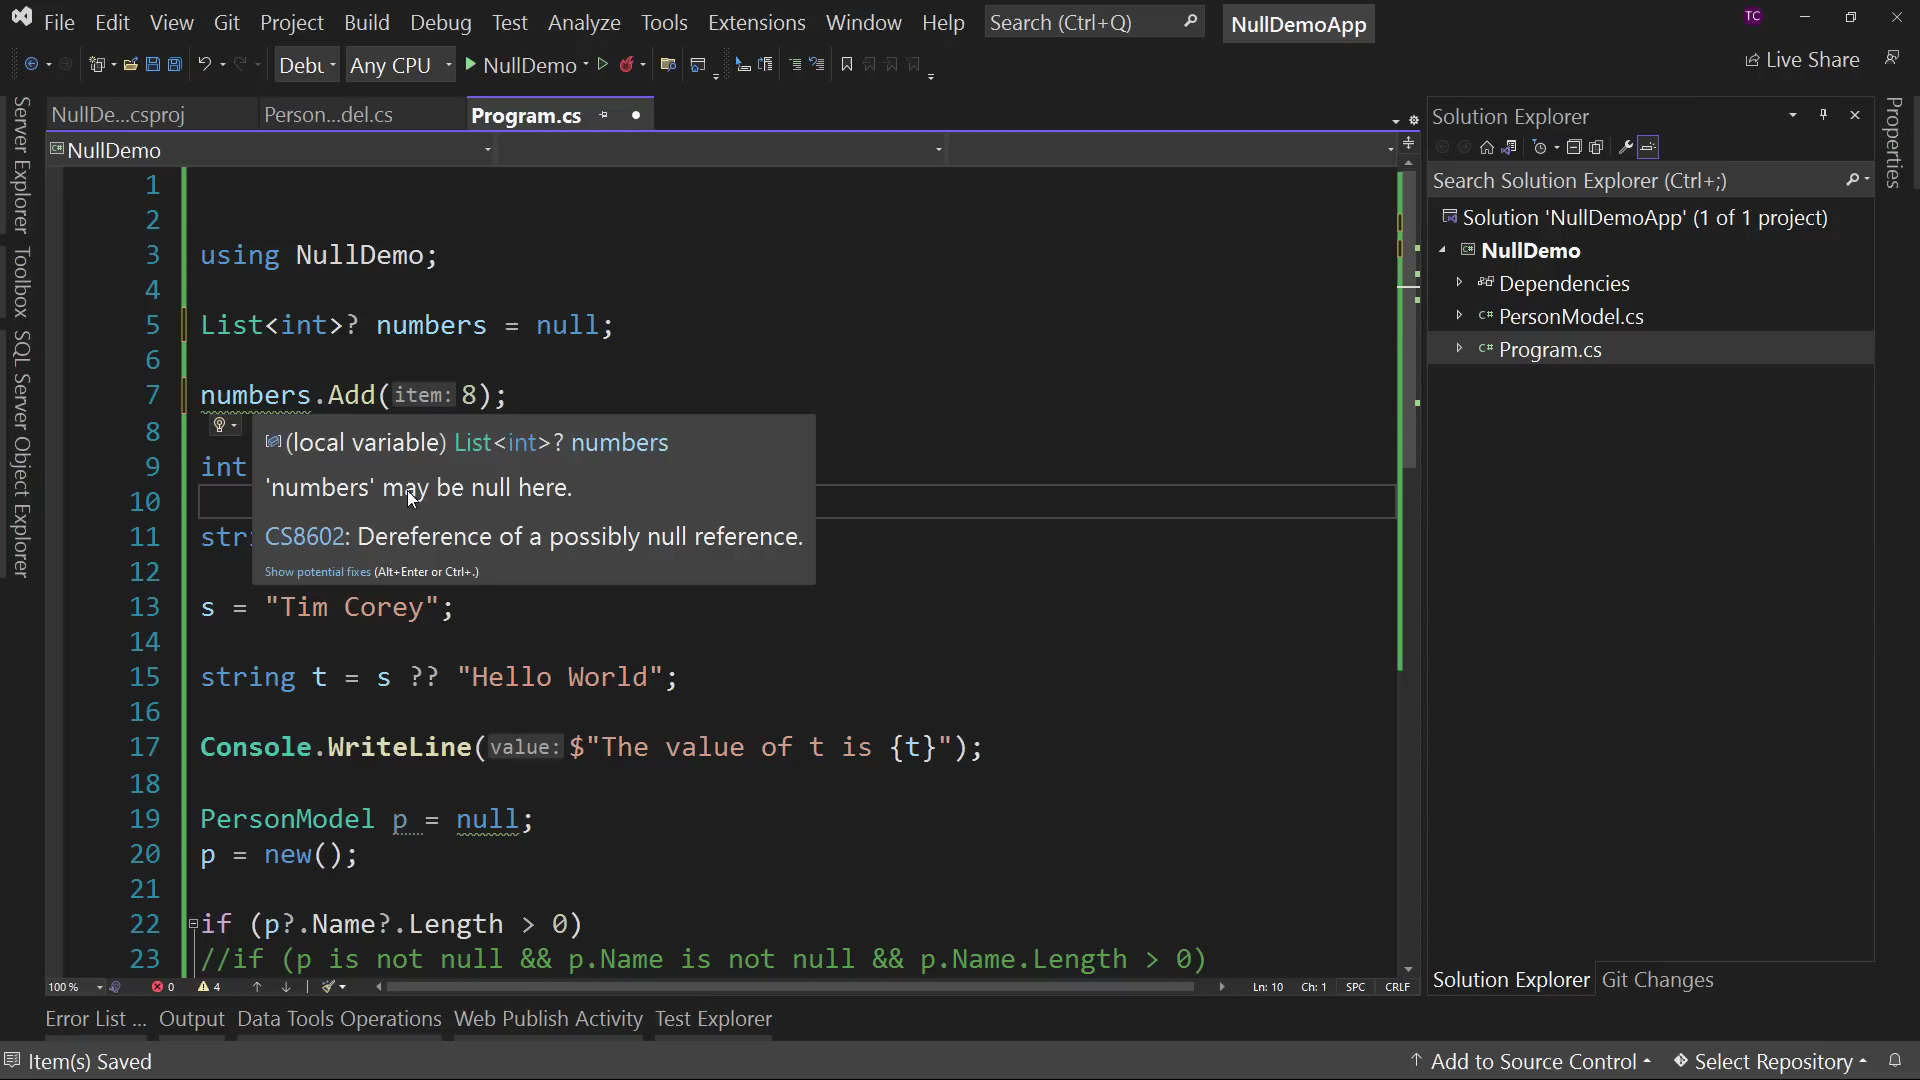 File Edit View Git Project Build Debug Test Analyze Tools Extensions Window Help Search (Ctrl+Q) NullDemoApp TC
Debu Any CPU NullDemo Live Share
NullDe...csproj Person...del.cs Program.cs
NullDemo
Server Explorer
Toolbox
SQL Server Object Explorer
1
2
3 using NullDemo;
4
5 List<int>? numbers = null;
6
7 numbers.Add(item: 8);
8
9 int
10
11 stri
12
13 s = "Tim Corey";
14
15 string t = s ?? "Hello World";
16
17 Console.WriteLine(value: $"The value of t is {t}");
18
19 PersonModel p = null;
20 p = new();
21
22 if (p?.Name?.Length > 0)
23 //if (p is not null && p.Name is not null && p.Name.Length > 0)
(local variable) List<int>? numbers
'numbers' may be null here.
CS8602: Dereference of a possibly null reference.
Show potential fixes (Alt+Enter or Ctrl+.)
100 % 0 4 Ln: 10 Ch: 1 SPC CRLF
Solution Explorer
Search Solution Explorer (Ctrl+;)
Solution 'NullDemoApp' (1 of 1 project)
C# NullDemo
Dependencies
C# PersonModel.cs
C# Program.cs
Solution Explorer Git Changes
Properties
Error List ... Output Data Tools Operations Web Publish Activity Test Explorer
Item(s) Saved Add to Source Control Select Repository